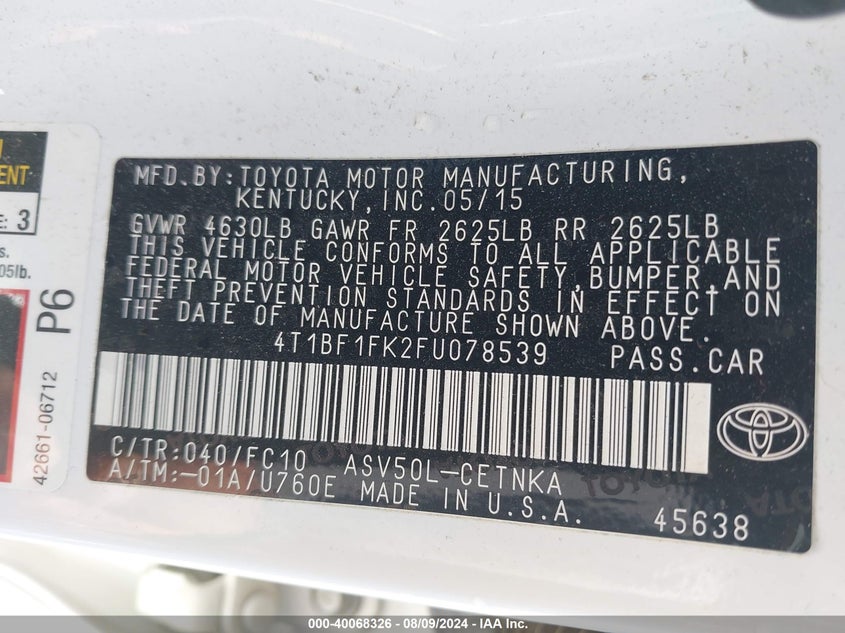 MFD.BY:TOYOTA MOTOR MANUFACTURING,
KENTUCKY,INC.05/15
GVWR 4630LB GAWR FR 2625LB RR 2625LB
THIS VEHICLE CONFORMS TO ALL APPLICABLE
FEDERAL MOTOR VEHICLE SAFETY,BUMPER,AND
THEFT PREVENTION STANDARDS IN EFFECT ON
THE DATE OF MANUFACTURE SHOWN ABOVE.
4T1BF1FK2FU078539 PASS.CAR
C/TR:040/FC10 ASV50L-CETNKA
A/TM:-01A/U760E MADE IN U.S.A.
45638
3
05lb.
P6
42661-06712
000-40068326 - 08/09/2024 - IAA Inc.